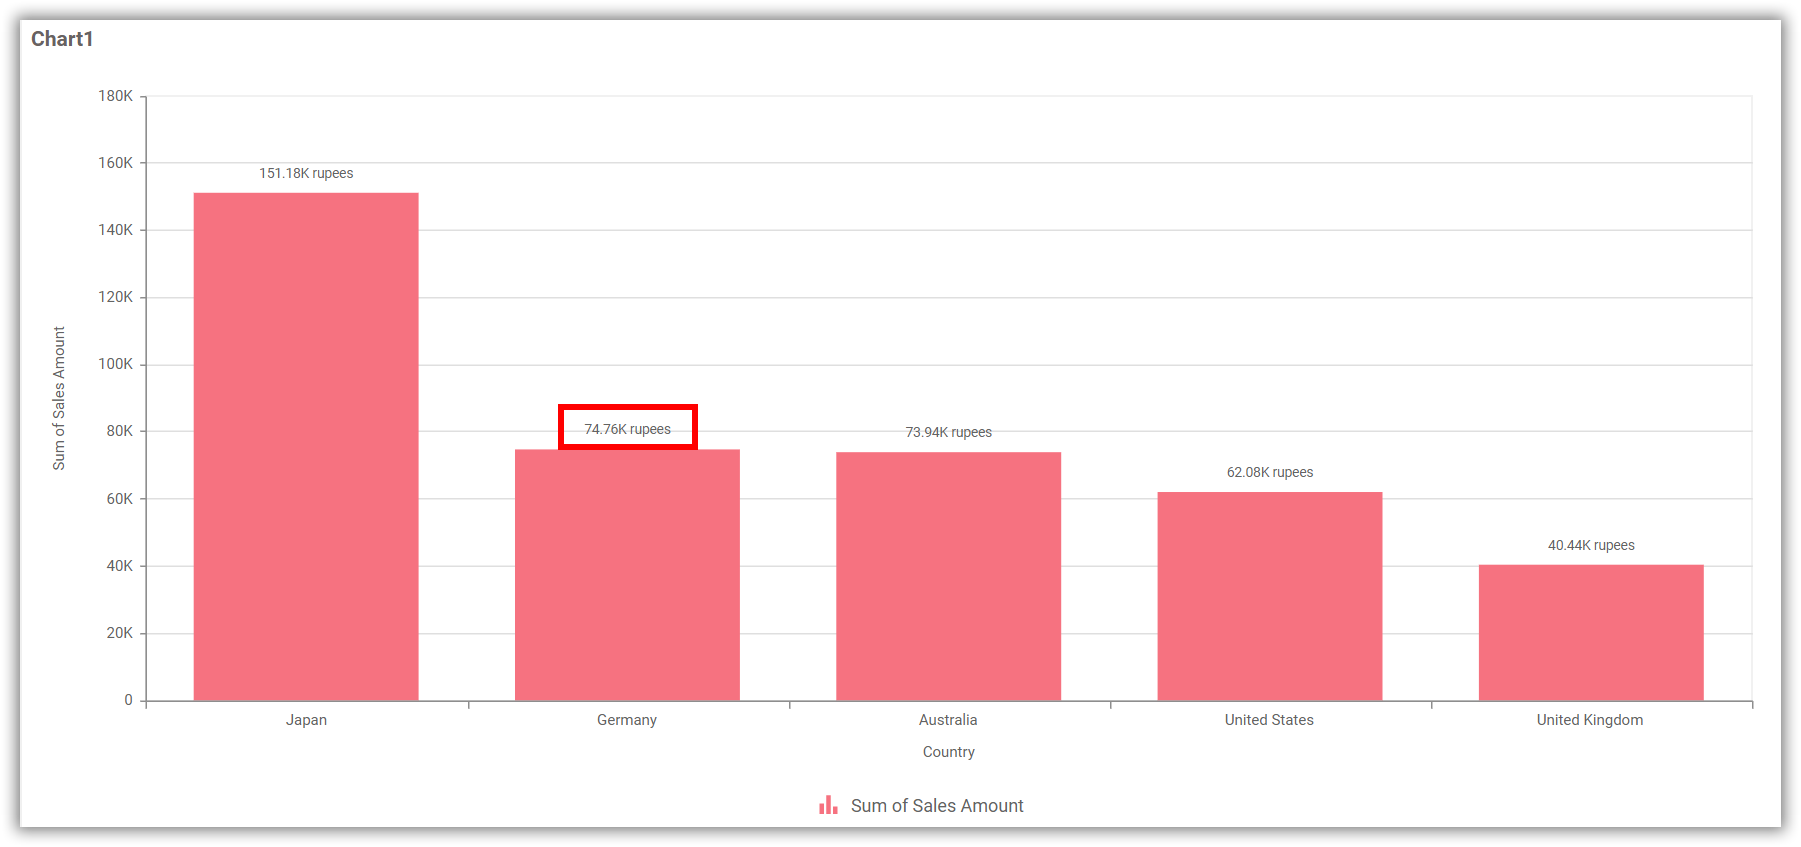 Chart1
180K
160K
140K
120K
100K
80K
60K
40K
20K
0
Sum of Sales Amount
151.18K rupees
74.76K rupees
73.94K rupees
62.08K rupees
40.44K rupees
Japan
Germany
Australia
United States
United Kingdom
Country
Sum of Sales Amount